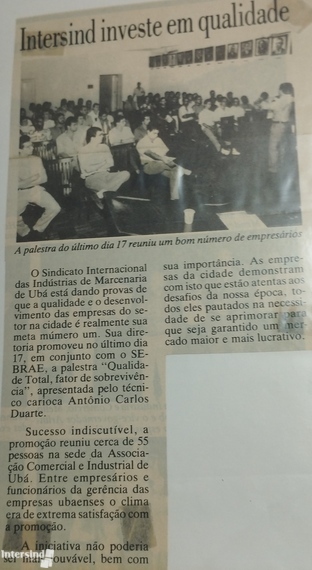 Intersind investe em qualidade
A palestra do último dia 17 reuniu um bom número de empresários
O Sindicato Internacional
das Indústrias de Marcenaria
de Ubá está dando provas de
que a qualidade e o desenvol-
vimento das empresas do se-
tor na cidade é realmente sua
meta múmero um. Sua dire-
toria promoveu no último dia
17, em conjunto com o SE-
BRAE, a palestra “Qualida-
de Total, fator de sobrevivên-
cia”, apresentada pelo técni-
co carioca Antônio Carlos
Duarte.
Sucesso indiscutível, a
promoção reuniu cerca de 55
pessoas na sede da Associa-
ção Comercial e Industrial de
Ubá. Entre empresários e
funcionários da gerência das
empresas ubaenses o clima
era de extrema satisfação com
a promoção.
A iniciativa não poderia
ser mais louvável, bem com
sua importância. As empre-
sas da cidade demonstram
com isto que estão atentas aos
desafios da nossa época, to-
dos eles pautados na necessi-
dade de se aprimorar para
que seja garantido um mer-
cado maior e mais lucrativo.
Intersind